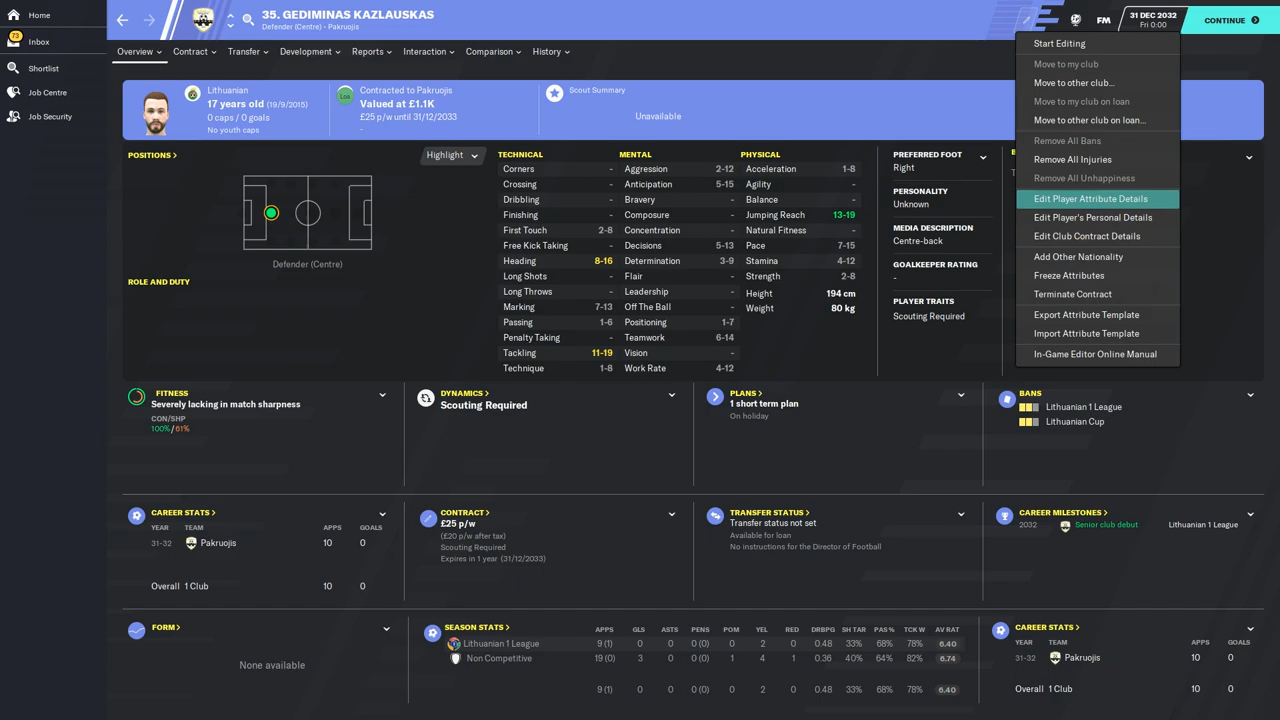 Home
73
Inbox
Shortlist
Job Centre
Job Security
35. GEDIMINAS KAZLAUSKAS
Defender (Centre) - Pakruojis
FM
31 DEC 2032
Fri 0:00
CONTINUE
Overview
Contract
Transfer
Development
Reports
Interaction
Comparison
History
Start Editing
Move to my club
Move to other club...
Move to my club on loan
Move to other club on loan...
Remove All Bans
Remove All Injuries
Remove All Unhappiness
Edit Player Attribute Details
Edit Player's Personal Details
Edit Club Contract Details
Add Other Nationality
Freeze Attributes
Terminate Contract
Export Attribute Template
Import Attribute Template
In-Game Editor Online Manual
Lithuanian
17 years old (19/9/2015)
0 caps / 0 goals
No youth caps
Loa
Contracted to Pakruojis
Valued at £1.1K
£25 p/w until 31/12/2033
-
Scout Summary
Unavailable
POSITIONS >
Highlight
Defender (Centre)
ROLE AND DUTY
TECHNICAL
Corners -
Crossing -
Dribbling -
Finishing -
First Touch 2-8
Free Kick Taking -
Heading 8-16
Long Shots -
Long Throws -
Marking 7-13
Passing 1-6
Penalty Taking -
Tackling 11-19
Technique 1-8
MENTAL
Aggression 2-12
Anticipation 5-15
Bravery -
Composure -
Concentration -
Decisions 5-13
Determination 3-9
Flair -
Leadership -
Off The Ball -
Positioning 1-7
Teamwork 6-14
Vision -
Work Rate 4-12
PHYSICAL
Acceleration 1-8
Agility -
Balance -
Jumping Reach 13-19
Natural Fitness -
Pace 7-15
Stamina 4-12
Strength 2-8
Height 194 cm
Weight 80 kg
PREFERRED FOOT
Right
PERSONALITY
Unknown
MEDIA DESCRIPTION
Centre-back
GOALKEEPER RATING
-
PLAYER TRAITS
Scouting Required
FITNESS >
Severely lacking in match sharpness
CON/SHP
100%/61%
DYNAMICS >
Scouting Required
PLANS >
1 short term plan
On holiday
BANS
Lithuanian 1 League
Lithuanian Cup
CAREER STATS >
YEAR TEAM APPS GOALS
31-32 Pakruojis 10 0
Overall 1 Club 10 0
CONTRACT >
£25 p/w
(£20 p/w after tax)
Scouting Required
Expires in 1 year (31/12/2033)
TRANSFER STATUS >
Transfer status not set
Available for loan
No instructions for the Director of Football
CAREER MILESTONES >
2032 Senior club debut Lithuanian 1 League
FORM >
None available
SEASON STATS >
APPS GLS ASTS PENS POM YEL RED DRBPG SH TAR PAS% TCK W AV RAT
Lithuanian 1 League 9 (1) 0 0 0 (0) 0 2 0 0.48 33% 68% 78% 6.40
Non Competitive 19 (0) 3 0 0 (0) 1 4 1 0.36 40% 64% 82% 6.74
9 (1) 0 0 0 (0) 0 2 0 0.48 33% 68% 78% 6.40
CAREER STATS >
YEAR TEAM APPS GOALS
31-32 Pakruojis 10 0
Overall 1 Club 10 0